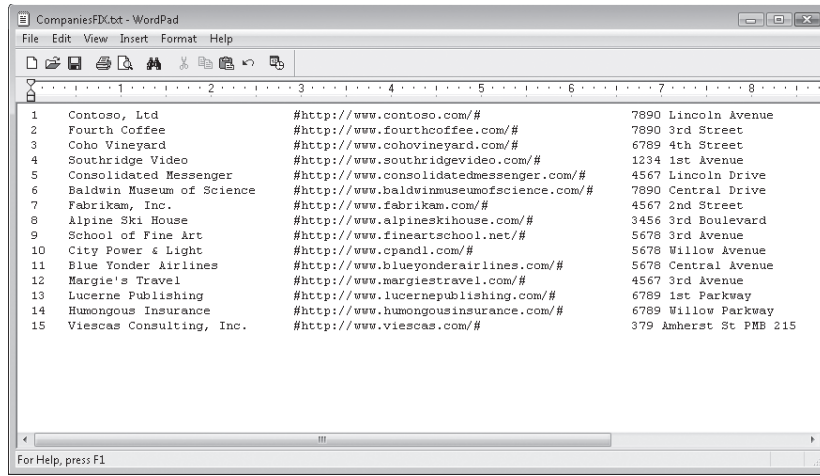 CompaniesFIX.txt - WordPad
File Edit View Insert Format Help
1 2 3 4 5 6 7 8
1 Contoso, Ltd #http://www.contoso.com/# 7890 Lincoln Avenue
2 Fourth Coffee #http://www.fourthcoffee.com/# 7890 3rd Street
3 Coho Vineyard #http://www.cohovineyard.com/# 6789 4th Street
4 Southridge Video #http://www.southridgevideo.com/# 1234 1st Avenue
5 Consolidated Messenger #http://www.consolidatedmessenger.com/# 4567 Lincoln Drive
6 Baldwin Museum of Science #http://www.baldwinmuseumofscience.com/# 7890 Central Drive
7 Fabrikam, Inc. #http://www.fabrikam.com/# 4567 2nd Street
8 Alpine Ski House #http://www.alpineskihouse.com/# 3456 3rd Boulevard
9 School of Fine Art #http://www.fineartschool.net/# 5678 3rd Avenue
10 City Power & Light #http://www.cpandl.com/# 5678 Willow Avenue
11 Blue Yonder Airlines #http://www.blueyonderairlines.com/# 5678 Central Avenue
12 Margie's Travel #http://www.margiestravel.com/# 4567 3rd Avenue
13 Lucerne Publishing #http://www.lucernepublishing.com/# 6789 1st Parkway
14 Humongous Insurance #http://www.humongousinsurance.com/# 6789 Willow Parkway
15 Viescas Consulting, Inc. #http://www.viescas.com/# 379 Amherst St PMB 215
For Help, press F1